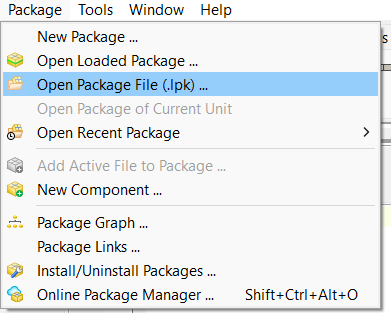 Package Tools Window Help
New Package ...
Open Loaded Package ...
Open Package File (.lpk) ...
Open Package of Current Unit
Open Recent Package
Add Active File to Package ...
New Component ...
Package Graph ...
Package Links ...
Install/Uninstall Packages ...
Online Package Manager ... Shift+Ctrl+Alt+O